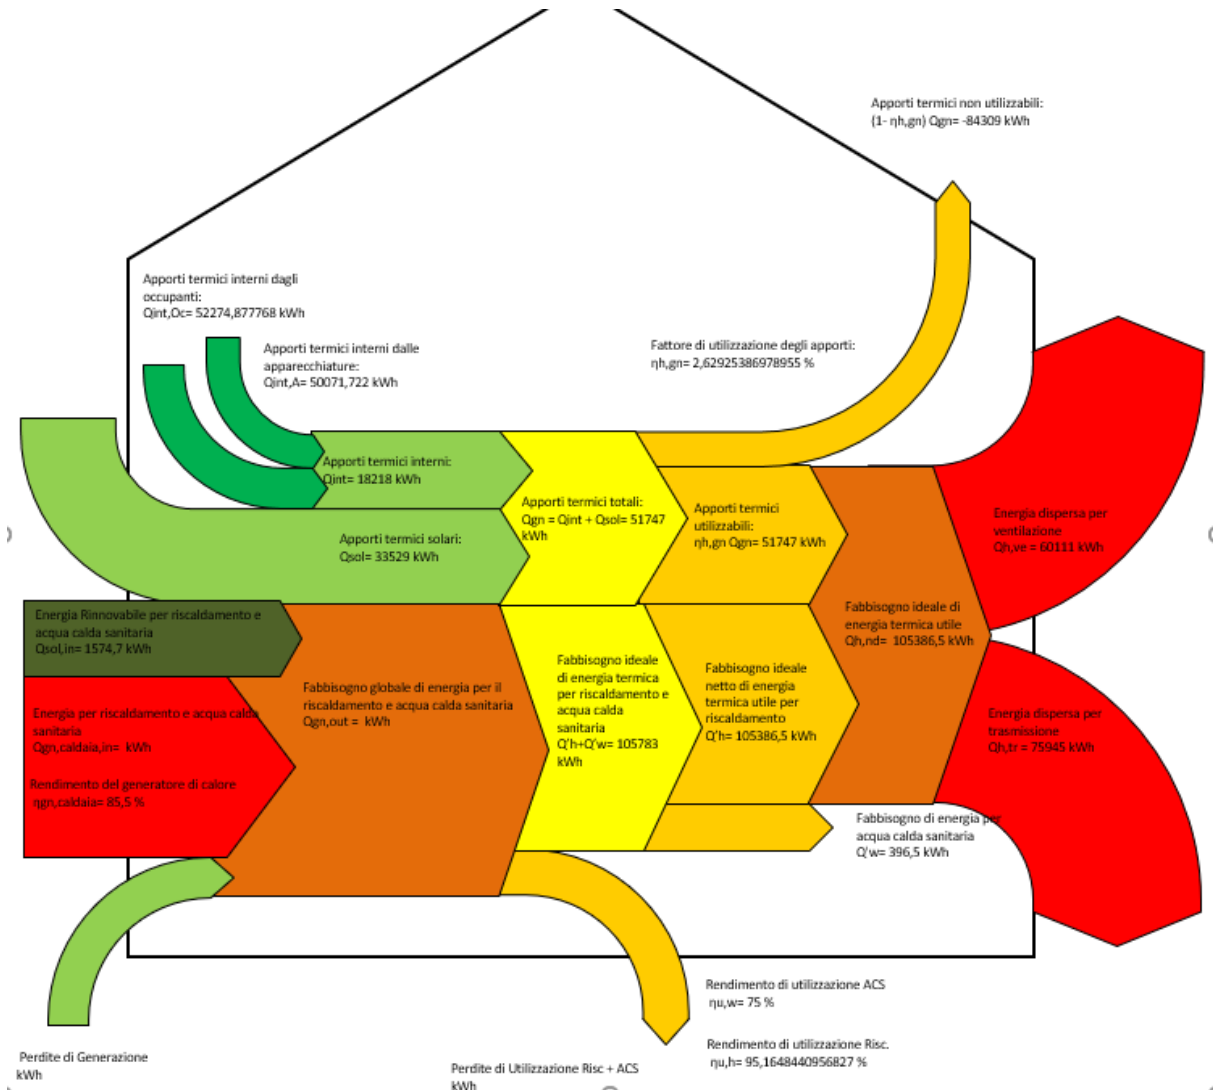 Apporti termici non utilizzabili:
(1- ηh,gn) Qgn= -84309 kWh
Apporti termici interni dagli
occupanti:
Qint,Oc= 52274,877768 kWh
Apporti termici interni dalle
apparecchiature:
Qint,A= 50071,722 kWh
Fattore di utilizzazione degli apporti:
ηh,gn= 2,62925386978955 %
Apporti termici interni:
Qint= 18218 kWh
Apporti termici totali:
Qgn = Qint + Qsol= 51747
kWh
Apporti termici
utilizzabili:
ηh,gn Qgn= 51747 kWh
Energia dispersa per
ventilazione
Qh,ve = 60111 kWh
Apporti termici solari:
Qsol= 33529 kWh
Energia Rinnovabile per riscaldamento e
acqua calda sanitaria
Qsol,in= 1574,7 kWh
Fabbisogno ideale di
energia termica utile
Qh,nd= 105386,5 kWh
Fabbisogno globale di energia per il
riscaldamento e acqua calda sanitaria
Qgn,out = kWh
Fabbisogno ideale
di energia termica
per riscaldamento e
acqua calda
sanitaria
Q'h+Q'w= 105783
kWh
Fabbisogno ideale
netto di energia
termica utile per
riscaldamento
Q'h= 105386,5 kWh
Energia per riscaldamento e acqua calda
sanitaria
Qgn,caldaia,in= kWh
Rendimento del generatore di calore
ηgn,caldaia= 85,5 %
Energia dispersa per
trasmissione
Qh,tr = 75945 kWh
Fabbisogno di energia per
acqua calda sanitaria
Q'w= 396,5 kWh
Rendimento di utilizzazione ACS
ηu,w= 75 %
Rendimento di utilizzazione Risc.
ηu,h= 95,1648440956827 %
Perdite di Generazione
kWh
Perdite di Utilizzazione Risc + ACS
kWh